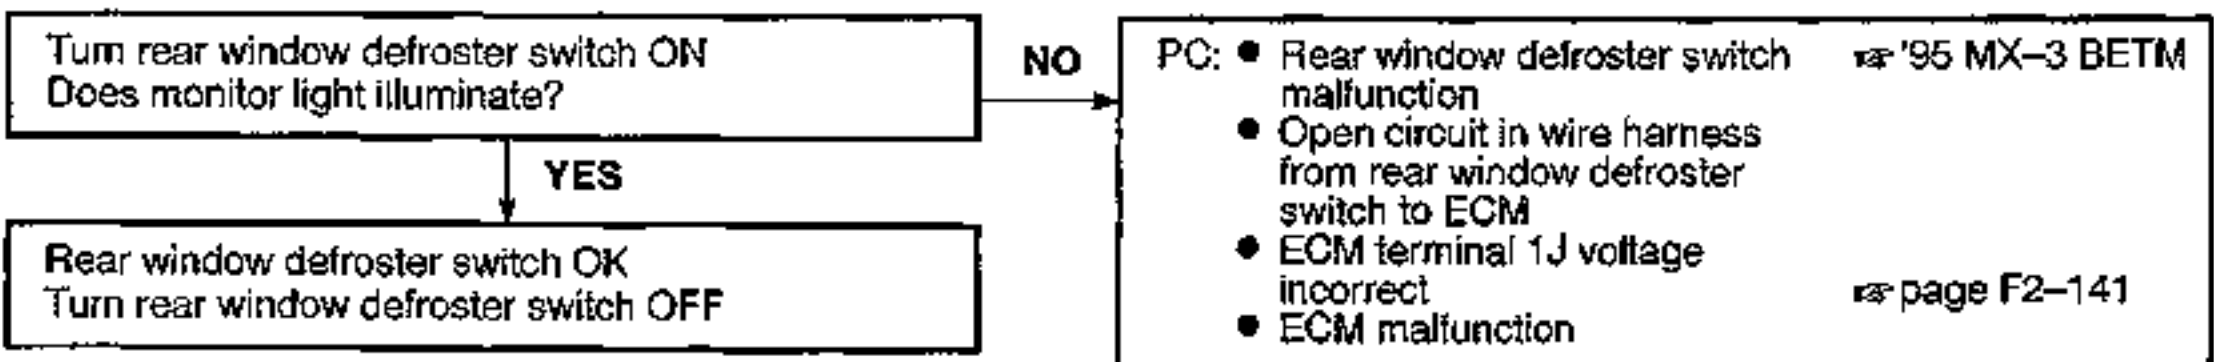 Turn rear window defroster switch ON
Does monitor light illuminate?
NO
YES
Rear window defroster switch OK
Turn rear window defroster switch OFF
PC: ● Rear window defroster switch ☞ '95 MX–3 BETM
malfunction
● Open circuit in wire harness
from rear window defroster
switch to ECM
● ECM terminal 1J voltage
incorrect ☞ page F2–141
● ECM malfunction